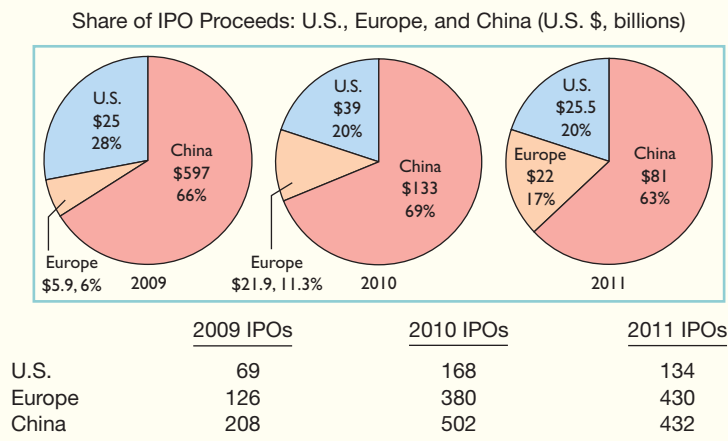 Share of IPO Proceeds: U.S., Europe, and China (U.S. $, billions)
U.S.
$25
28%
China
$597
66%
Europe
$5.9, 6%
2009
U.S.
$39
20%
China
$133
69%
Europe
$21.9, 11.3%
2010
U.S.
$25.5
20%
Europe
$22
17%
China
$81
63%
2011
2009 IPOs 2010 IPOs 2011 IPOs
U.S. 69 168 134
Europe 126 380 430
China 208 502 432